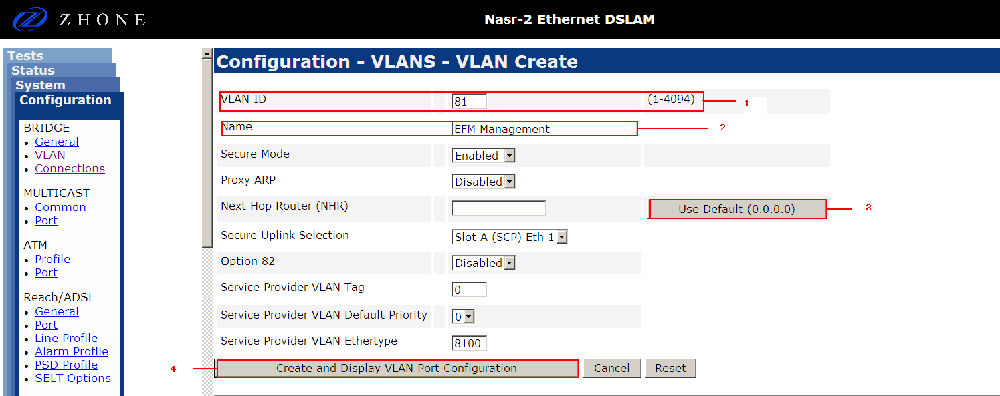 ZHONE
Nasr-2 Ethernet DSLAM
Tests
Status
System
Configuration
BRIDGE
General
VLAN
Connections
MULTICAST
Common
Port
ATM
Profile
Port
Reach/ADSL
General
Port
Line Profile
Alarm Profile
PSD Profile
SELT Options
Configuration - VLANS - VLAN Create
VLAN ID 81 (1-4094) 1
Name EFM Management 2
Secure Mode Enabled
Proxy ARP Disabled
Next Hop Router (NHR) Use Default (0.0.0.0) 3
Secure Uplink Selection Slot A (SCP) Eth 1
Option 82 Disabled
Service Provider VLAN Tag 0
Service Provider VLAN Default Priority 0
Service Provider VLAN Ethertype 8100
4 Create and Display VLAN Port Configuration Cancel Reset